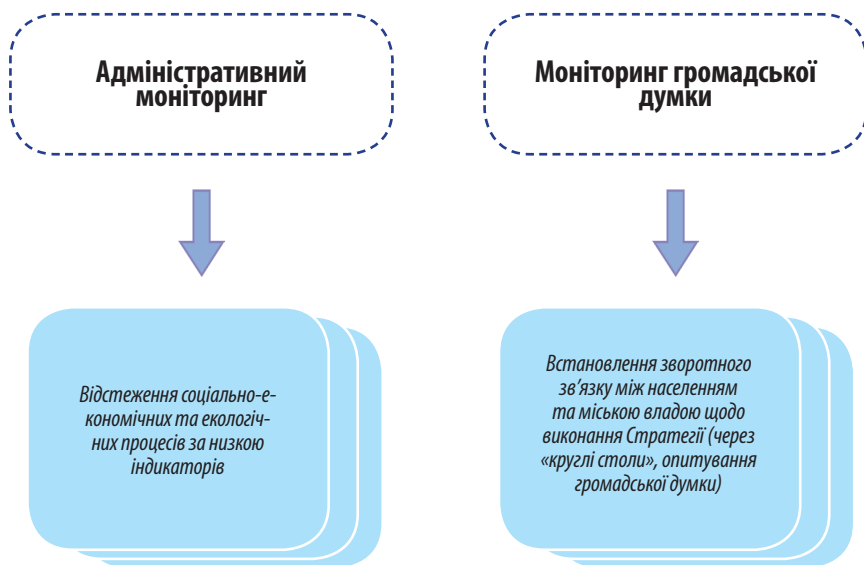 Адміністративний
моніторинг
Моніторинг громадської
думки
Відстеження соціально-е-
кономічних та екологіч-
них процесів за низкою
індикаторів
Встановлення зворотного
зв’язку між населенням
та міською владою щодо
виконання Стратегії (через
«круглі столи», опитування
громадської думки)